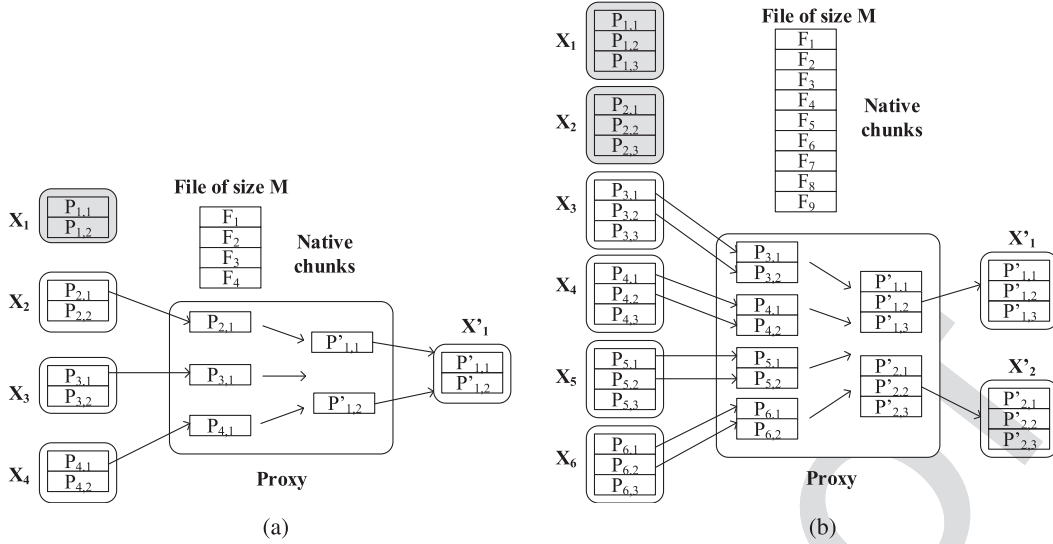 File of size M
F1
F2
F3
F4
Native
chunks
X1
P1,1
P1,2
X2
P2,1
P2,2
X3
P3,1
P3,2
X4
P4,1
P4,2
P2,1
P3,1
P4,1
P'1,1
P'1,2
X'1
P'1,1
P'1,2
Proxy
(a)
File of size M
F1
F2
F3
F4
F5
F6
F7
F8
F9
Native
chunks
X1
P1,1
P1,2
P1,3
X2
P2,1
P2,2
P2,3
X3
P3,1
P3,2
P3,3
X4
P4,1
P4,2
P4,3
X5
P5,1
P5,2
P5,3
X6
P6,1
P6,2
P6,3
P3,1
P3,2
P4,1
P4,2
P5,1
P5,2
P6,1
P6,2
P'1,1
P'1,2
P'1,3
P'2,1
P'2,2
P'2,3
X'1
P'1,1
P'1,2
P'1,3
X'2
P'2,1
P'2,2
P'2,3
Proxy
(b)